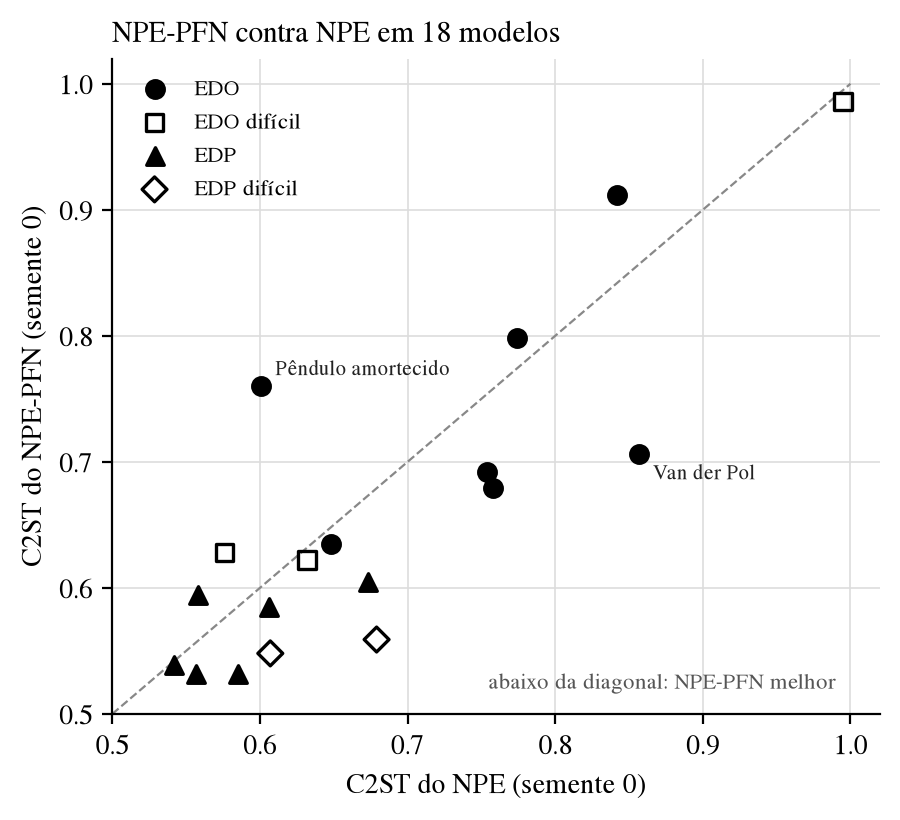 NPE-PFN contra NPE em 18 modelos
EDO
EDO difícil
EDP
EDP difícil
Pêndulo amortecido
Van der Pol
abaixo da diagonal: NPE-PFN melhor
C2ST do NPE-PFN (semente 0)
1.0
0.9
0.8
0.7
0.6
0.5
0.5 0.6 0.7 0.8 0.9 1.0
C2ST do NPE (semente 0)